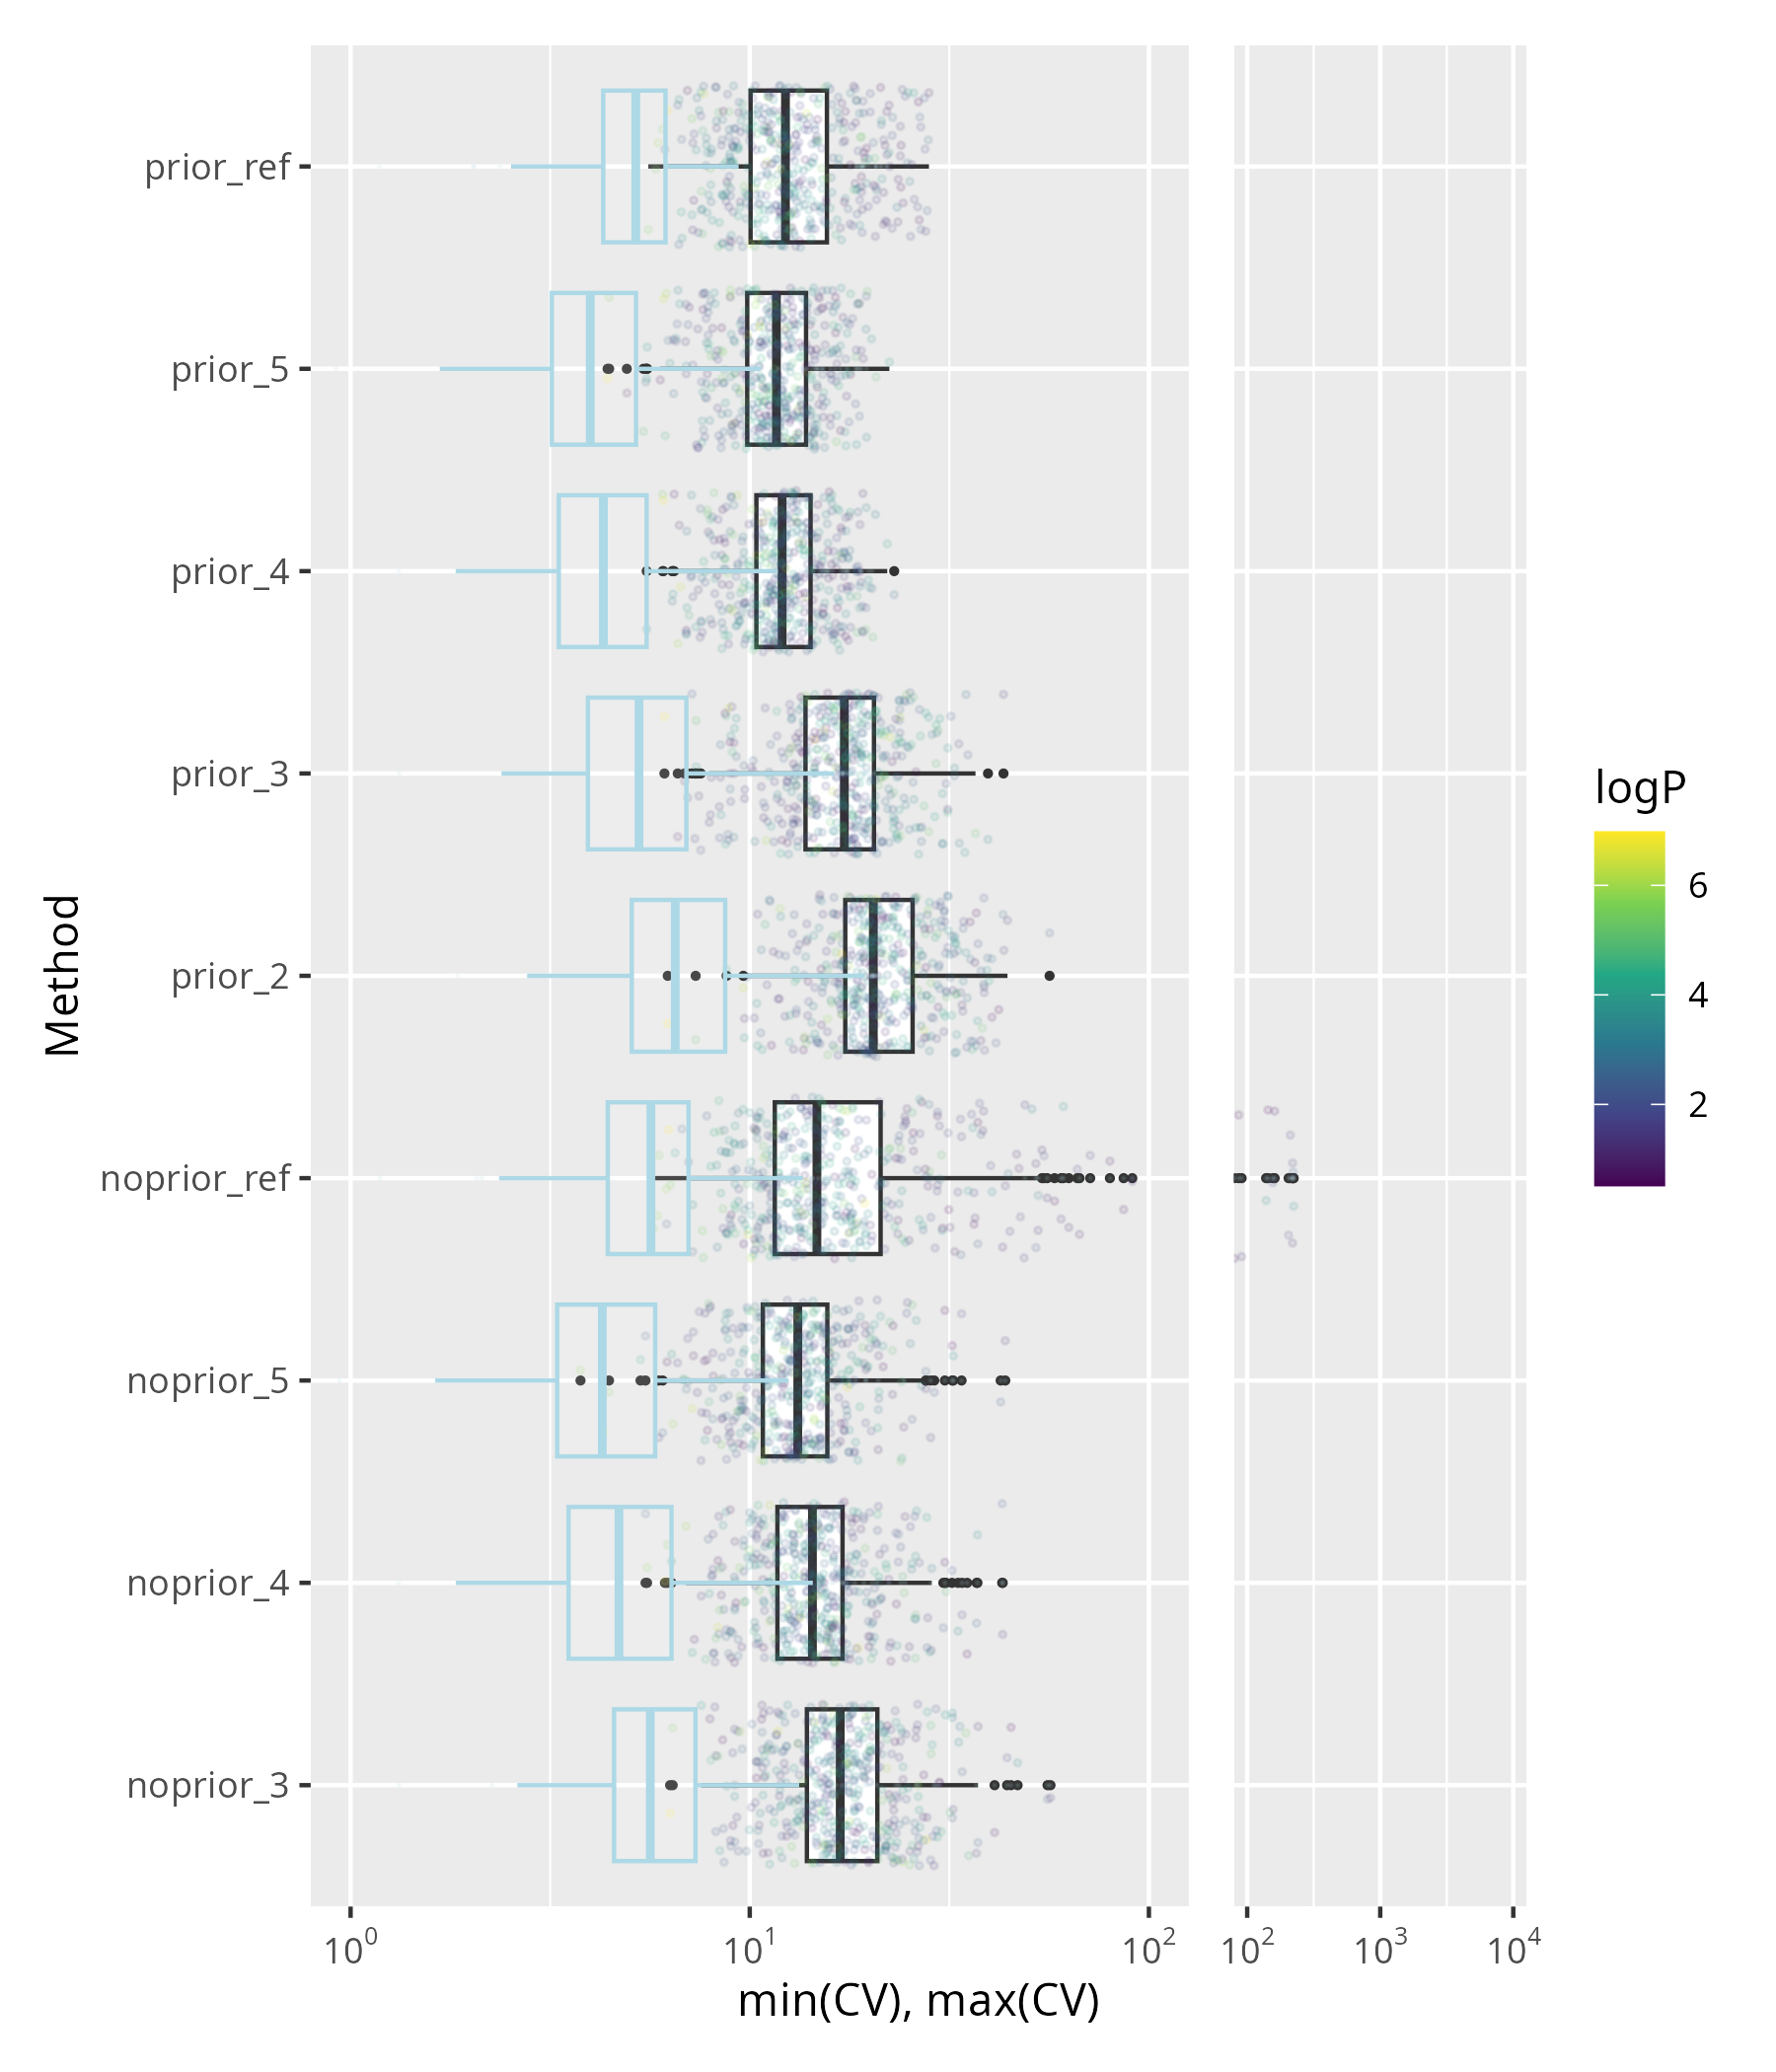 prior_ref
prior_5
prior_4
prior_3
prior_2
noprior_ref
noprior_5
noprior_4
noprior_3
Method
10⁰ 10¹ 10² 10² 10³ 10⁴
min(CV), max(CV)
logP
6
4
2